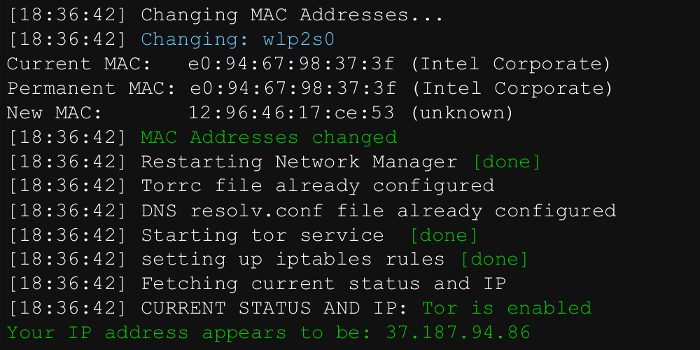 [18:36:42] Changing MAC Addresses...
[18:36:42] Changing: wlp2s0
Current MAC:   e0:94:67:98:37:3f (Intel Corporate)
Permanent MAC: e0:94:67:98:37:3f (Intel Corporate)
New MAC:       12:96:46:17:ce:53 (unknown)
[18:36:42] MAC Addresses changed
[18:36:42] Restarting Network Manager [done]
[18:36:42] Torrc file already configured
[18:36:42] DNS resolv.conf file already configured
[18:36:42] Starting tor service  [done]
[18:36:42] setting up iptables rules [done]
[18:36:42] Fetching current status and IP
[18:36:42] CURRENT STATUS AND IP: Tor is enabled
Your IP address appears to be: 37.187.94.86